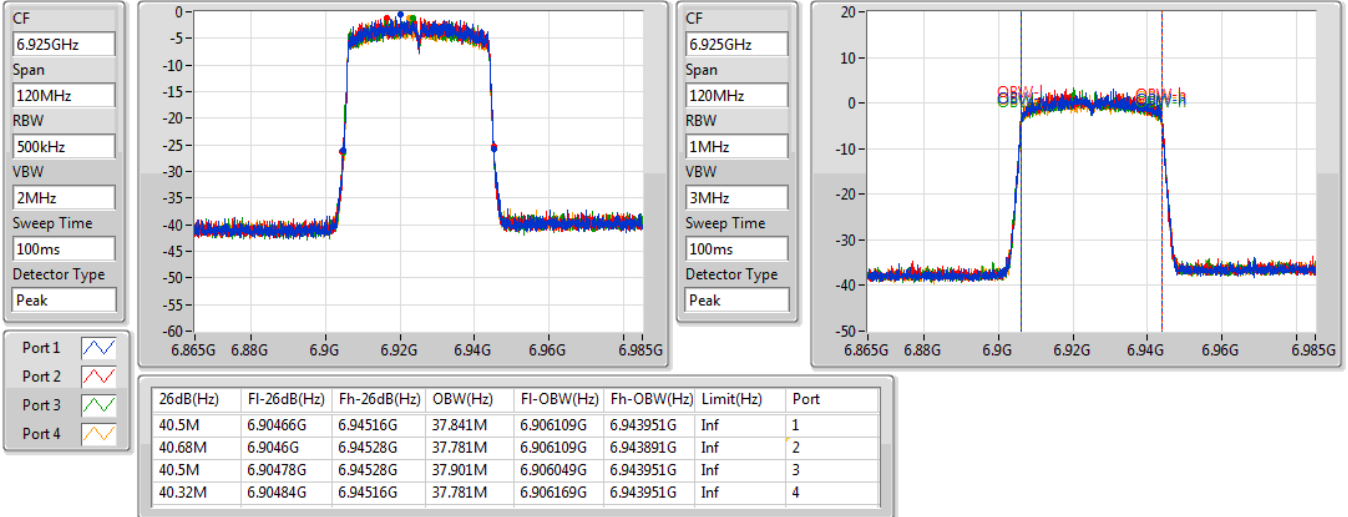 CF
6.925GHz
Span
120MHz
RBW
500kHz
VBW
2MHz
Sweep Time
100ms
Detector Type
Peak
0
-5
-10
-15
-20
-25
-30
-35
-40
-45
-50
-55
-60
6.865G 6.88G 6.9G 6.92G 6.94G 6.96G 6.985G
CF
6.925GHz
Span
120MHz
RBW
1MHz
VBW
3MHz
Sweep Time
100ms
Detector Type
Peak
20
10
0
-10
-20
-30
-40
-50
6.865G 6.88G 6.9G 6.92G 6.94G 6.96G 6.985G
Port 1
Port 2
Port 3
Port 4
26dB(Hz) Fl-26dB(Hz) Fh-26dB(Hz) OBW(Hz) Fl-OBW(Hz) Fh-OBW(Hz) Limit(Hz) Port
40.5M 6.90466G 6.94516G 37.841M 6.906109G 6.943951G Inf 1
40.68M 6.9046G 6.94528G 37.781M 6.906109G 6.943891G Inf 2
40.5M 6.90478G 6.94528G 37.901M 6.906049G 6.943951G Inf 3
40.32M 6.90484G 6.94516G 37.781M 6.906169G 6.943951G Inf 4